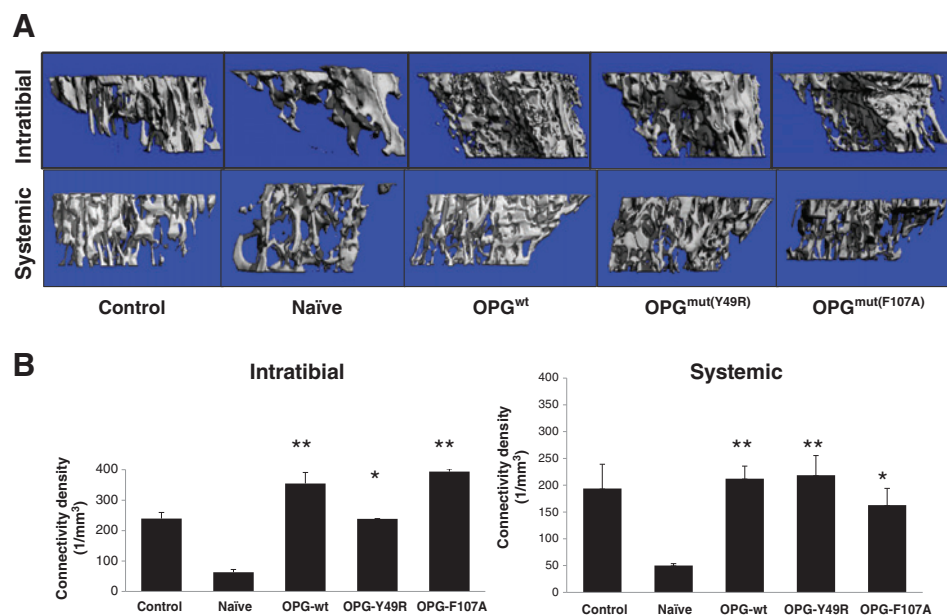 A
Intratibial
Systemic
Control Naïve OPGwt OPGmut(Y49R) OPGmut(F107A)
B
Intratibial
Connectivity density
(1/mm3)
400
300
200
100
0
** * **
Control Naïve OPG-wt OPG-Y49R OPG-F107A
Systemic
Connectivity density
(1/mm3)
400
350
300
250
200
150
100
50
0
** ** *
Control Naïve OPG-wt OPG-Y49R OPG-F107A